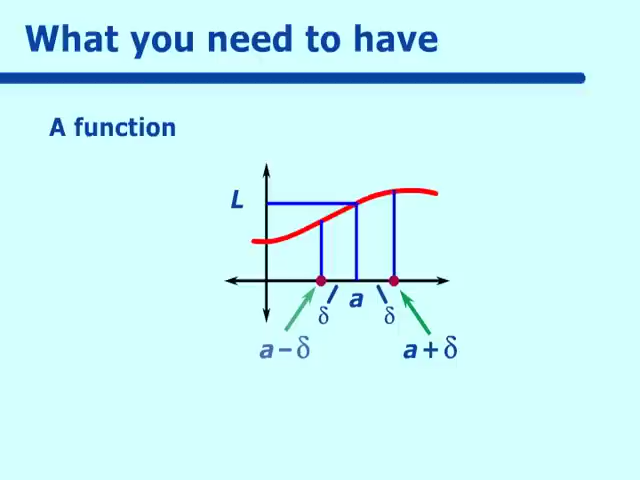 What you need to have
A function
L
a
δ δ
a – δ a + δ